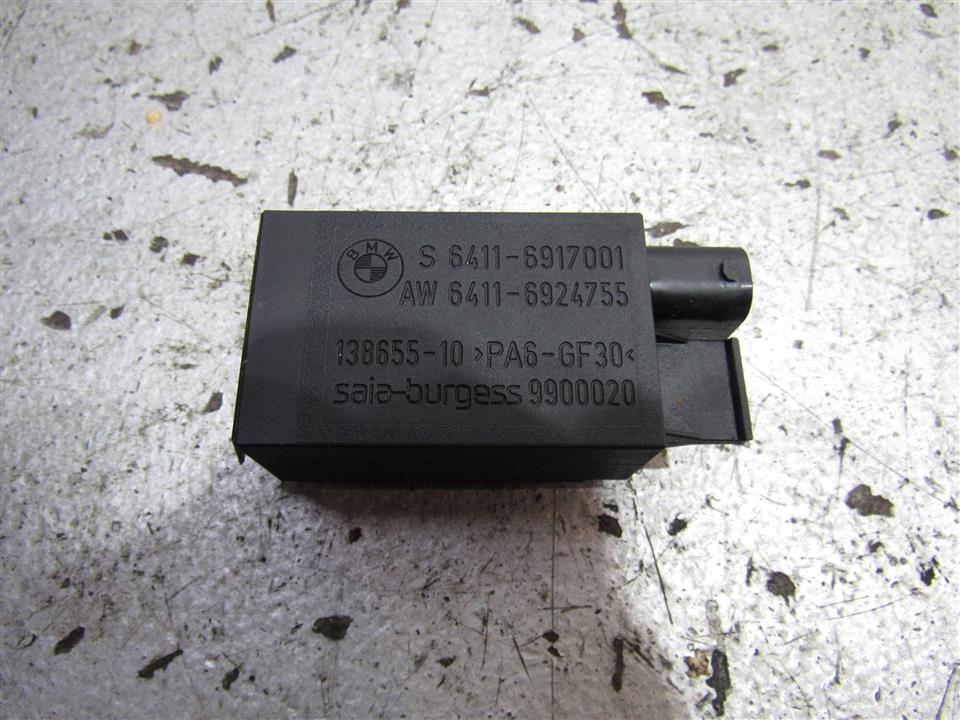 BMW
S 6411-6917001
AW 6411-6924755
138655-10 >PA6-GF30<
saia-burgess 9900020